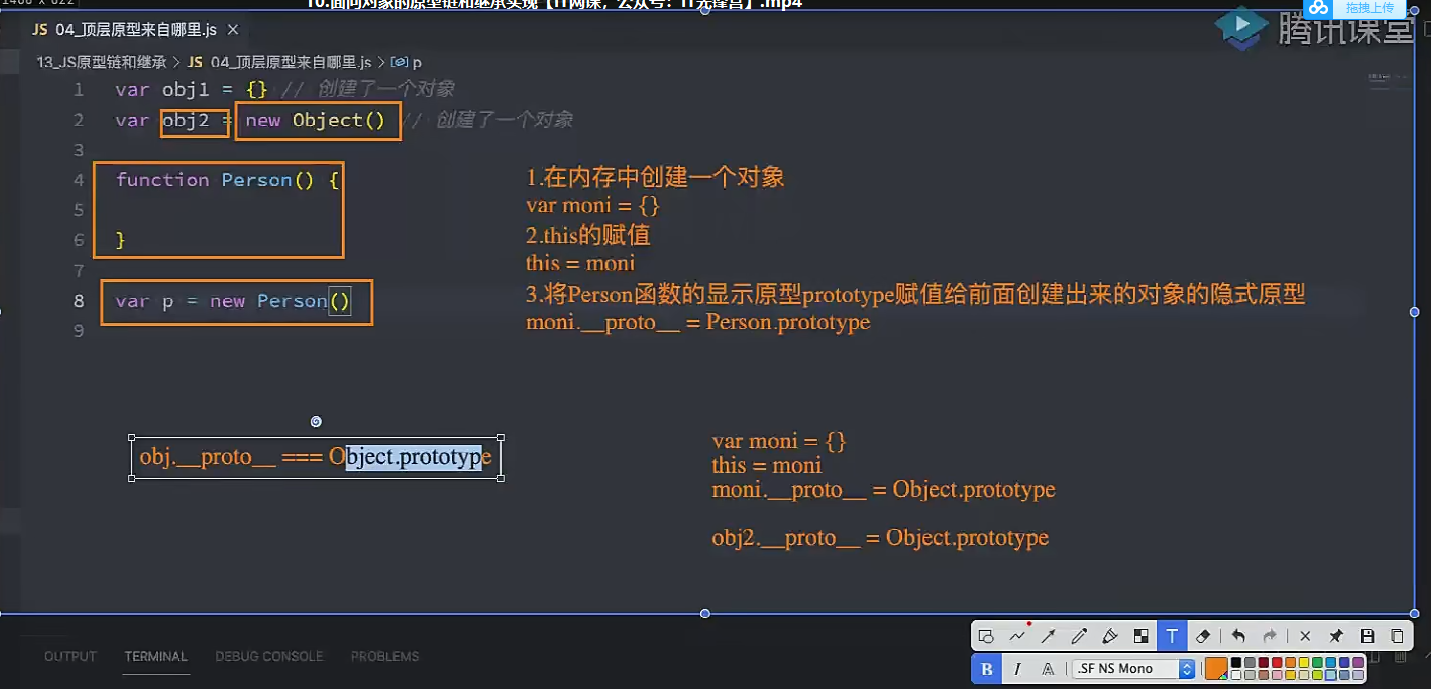 10.面向对象的原型链和继承实现【IT网课，公众号：IT先锋营】.mp4
拖拽上传
腾讯课堂
JS 04_顶层原型来自哪里.js ×
13_JS原型链和继承 > JS 04_顶层原型来自哪里.js > p
1 var obj1 = {} // 创建了一个对象
2 var obj2 = new Object() // 创建了一个对象
3
4 function Person() {
5
6 }
7
8 var p = new Person()
9
1.在内存中创建一个对象
var moni = {}
2.this的赋值
this = moni
3.将Person函数的显示原型prototype赋值给前面创建出来的对象的隐式原型
moni.__proto__ = Person.prototype
obj.__proto__ === Object.prototype
var moni = {}
this = moni
moni.__proto__ = Object.prototype
obj2.__proto__ = Object.prototype
OUTPUT TERMINAL DEBUG CONSOLE PROBLEMS
T
B I A .SF NS Mono